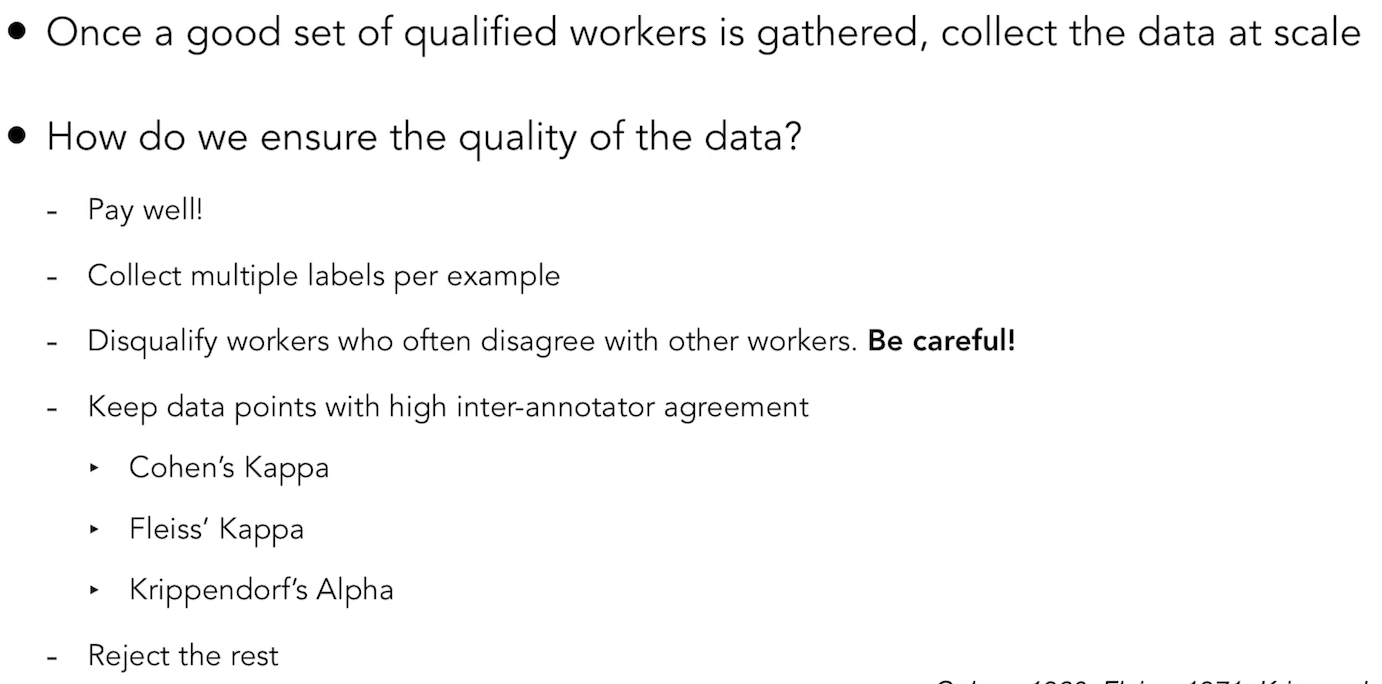 • Once a good set of qualified workers is gathered, collect the data at scale
• How do we ensure the quality of the data?
- Pay well!
- Collect multiple labels per example
- Disqualify workers who often disagree with other workers. Be careful!
- Keep data points with high inter-annotator agreement
‣ Cohen’s Kappa
‣ Fleiss’ Kappa
‣ Krippendorf’s Alpha
- Reject the rest